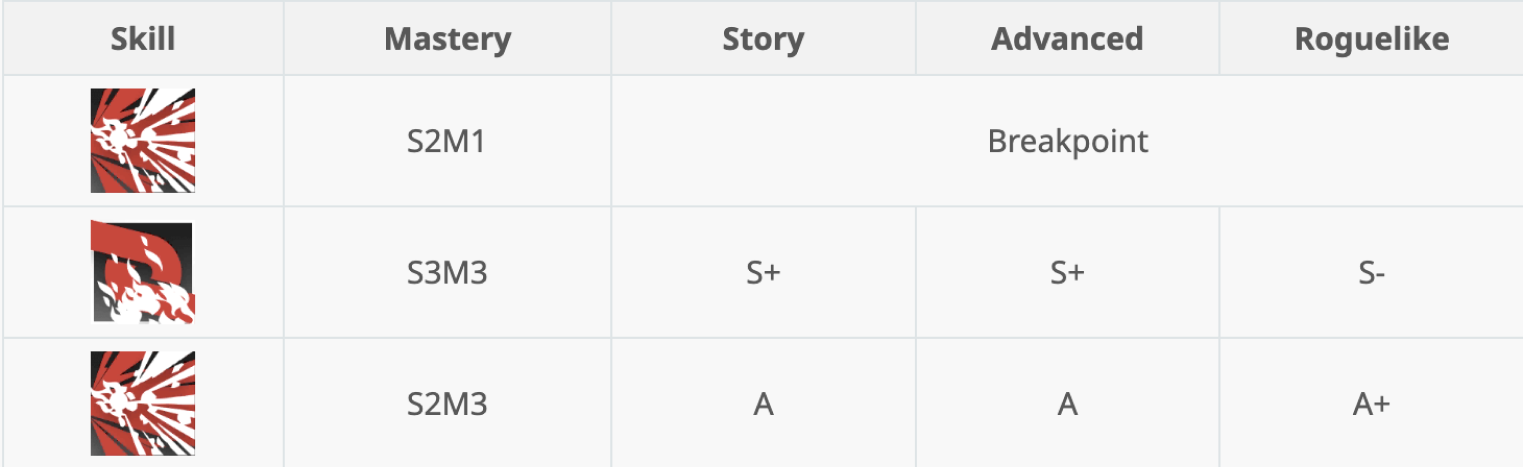 Skill Mastery Story Advanced Roguelike
S2M1 Breakpoint
S3M3 S+ S+ S-
S2M3 A A A+